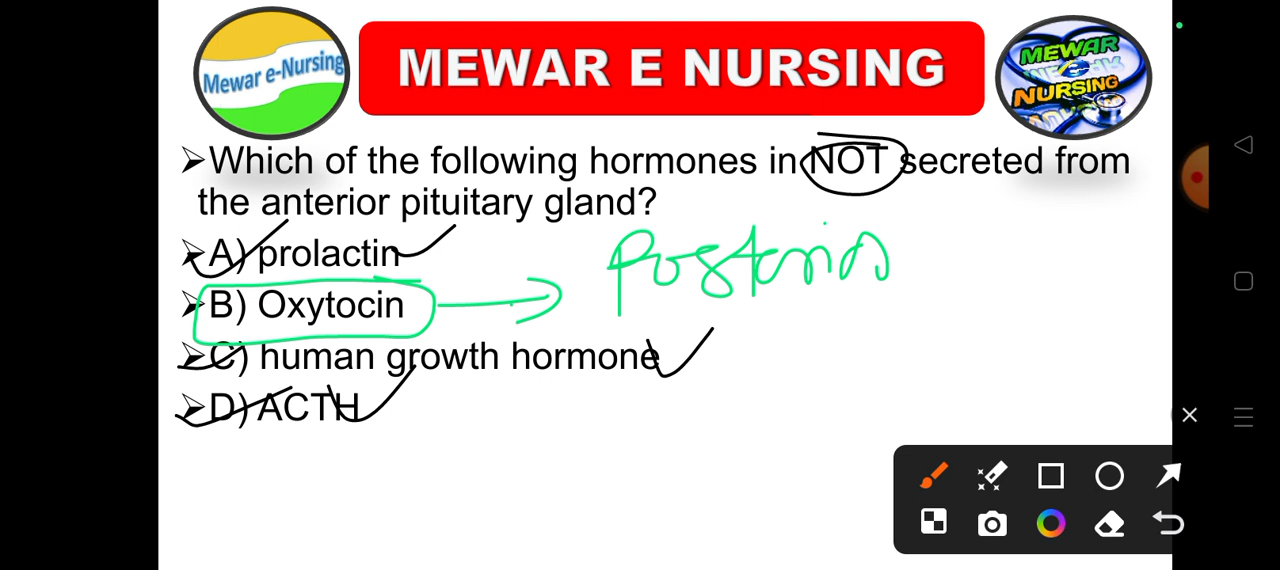 Mewar e-Nursing
MEWAR E NURSING
MEWAR
NURSING
➢Which of the following hormones in NOT secreted from
the anterior pituitary gland?
➢A) prolactin
➢B) Oxytocin → Posterior
➢C) human growth hormone
➢D) ACTH